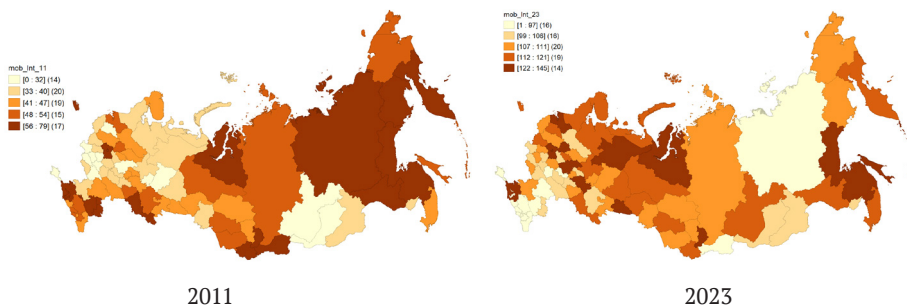 mob_Int_11
[0 : 32] (14)
[33 : 40] (20)
[41 : 47] (19)
[48 : 54] (15)
[56 : 79] (17)
mob_Int_23
[1 : 97] (16)
[99 : 106] (16)
[107 : 111] (20)
[112 : 121] (19)
[122 : 145] (14)
2011
2023